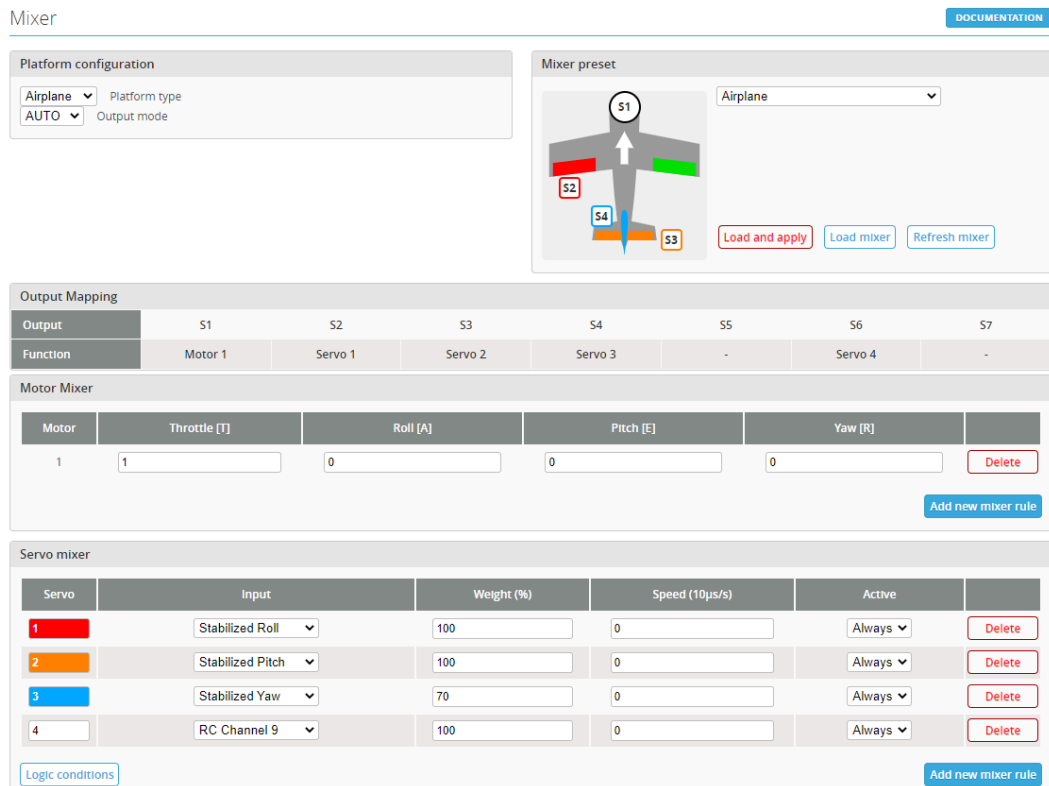 Mixer
DOCUMENTATION
Platform configuration
Airplane Platform type
AUTO Output mode
Mixer preset
Airplane
S1
S2
S4
S3
Load and apply Load mixer Refresh mixer
Output Mapping
Output S1 S2 S3 S4 S5 S6 S7
Function Motor 1 Servo 1 Servo 2 Servo 3 - Servo 4 -
Motor Mixer
Motor Throttle [T] Roll [A] Pitch [E] Yaw [R]
1 1 0 0 0 Delete
Add new mixer rule
Servo mixer
Servo Input Weight (%) Speed (10µs/s) Active
1 Stabilized Roll 100 0 Always Delete
2 Stabilized Pitch 100 0 Always Delete
3 Stabilized Yaw 70 0 Always Delete
4 RC Channel 9 100 0 Always Delete
Logic conditions Add new mixer rule